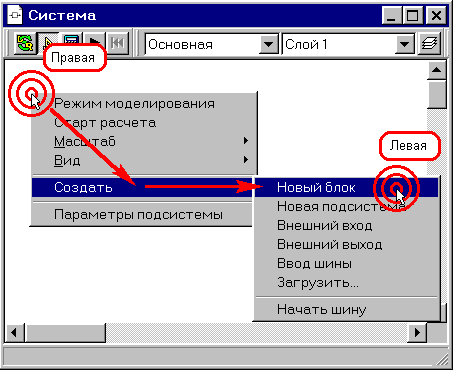 Система
Основная
Слой 1
Правая
Режим моделирования
Старт расчета
Масштаб
Вид
Создать
Параметры подсистемы
Левая
Новый блок
Новая подсистема
Внешний вход
Внешний выход
Ввод шины
Загрузить...
Начать шину